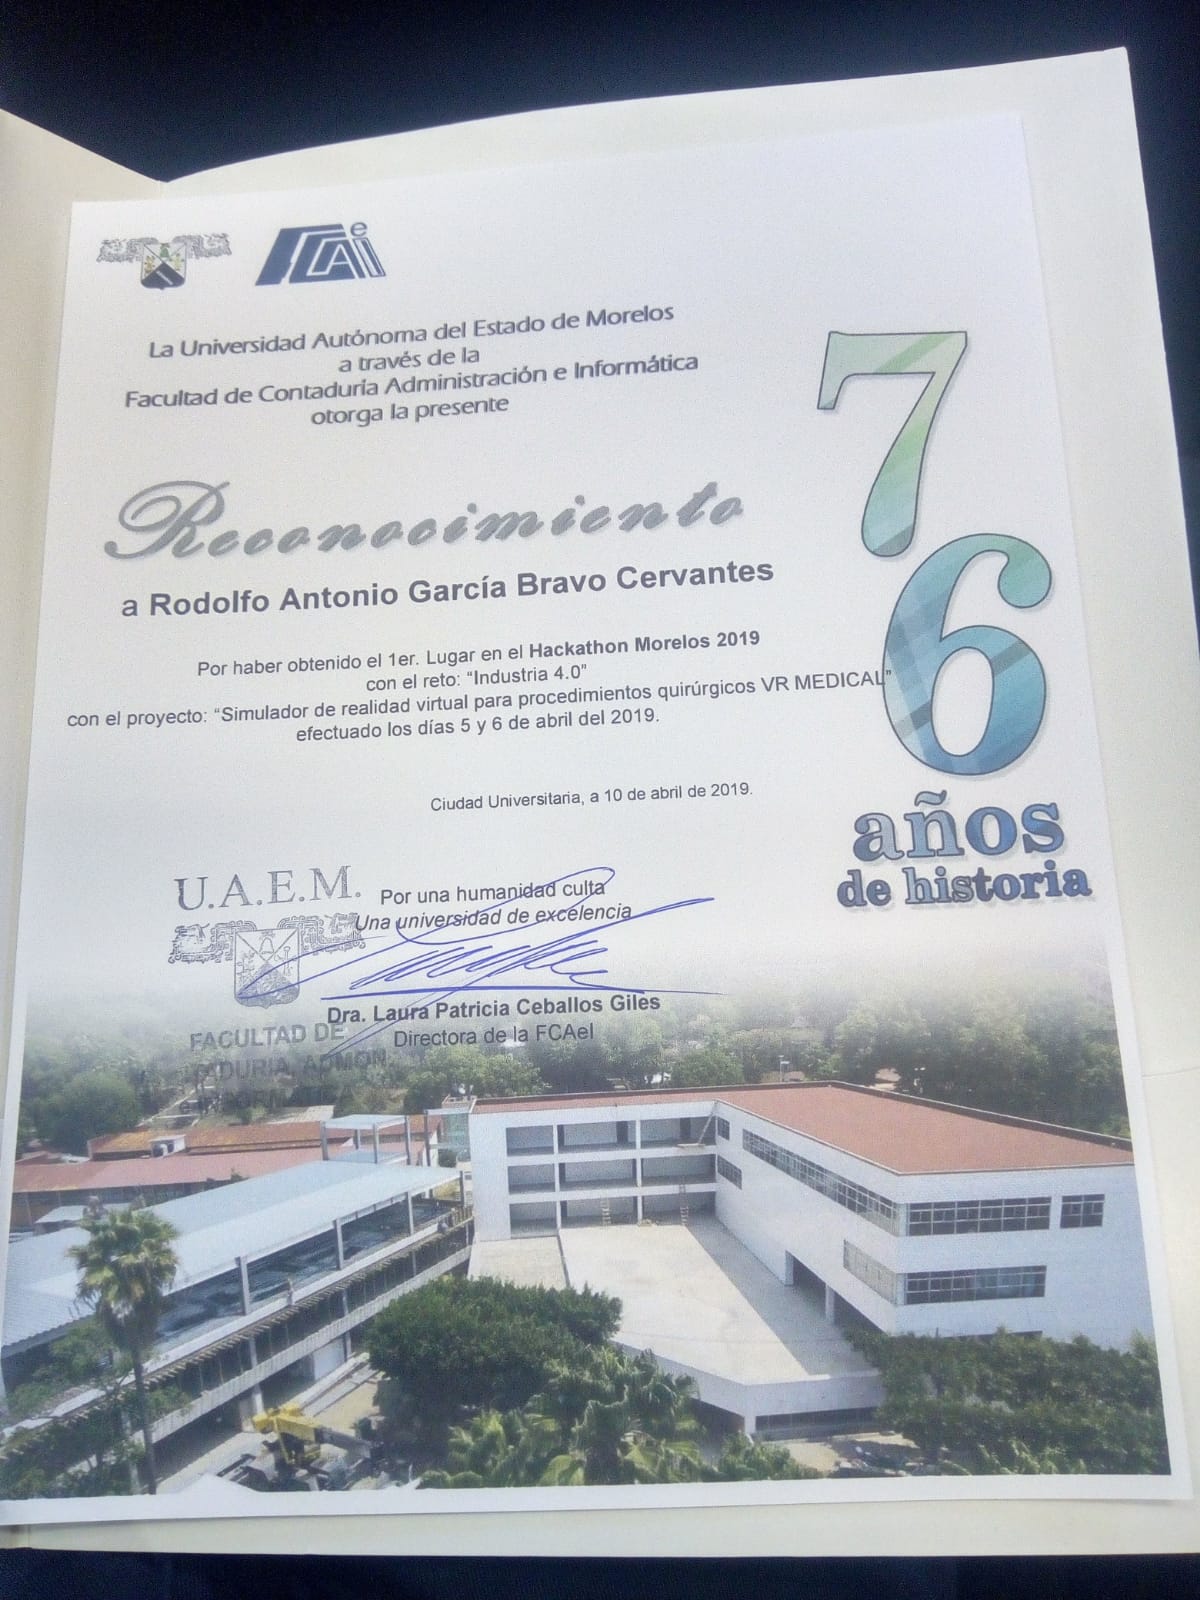 FCAeI
La Universidad Autónoma del Estado de Morelos
a través de la
Facultad de Contaduría Administración e Informática
otorga la presente
Reconocimiento
a Rodolfo Antonio García Bravo Cervantes
Por haber obtenido el 1er. Lugar en el Hackathon Morelos 2019
con el reto: “Industria 4.0”
con el proyecto: “Simulador de realidad virtual para procedimientos quirúrgicos VR MEDICAL”
efectuado los días 5 y 6 de abril del 2019.
Ciudad Universitaria, a 10 de abril de 2019.
76
años
de historia
U.A.E.M.
Por una humanidad culta
Una universidad de excelencia
Dra. Laura Patricia Ceballos Giles
Directora de la FCAeI
FACULTAD DE
TADURIA, ADMON.
e INFORMATICA